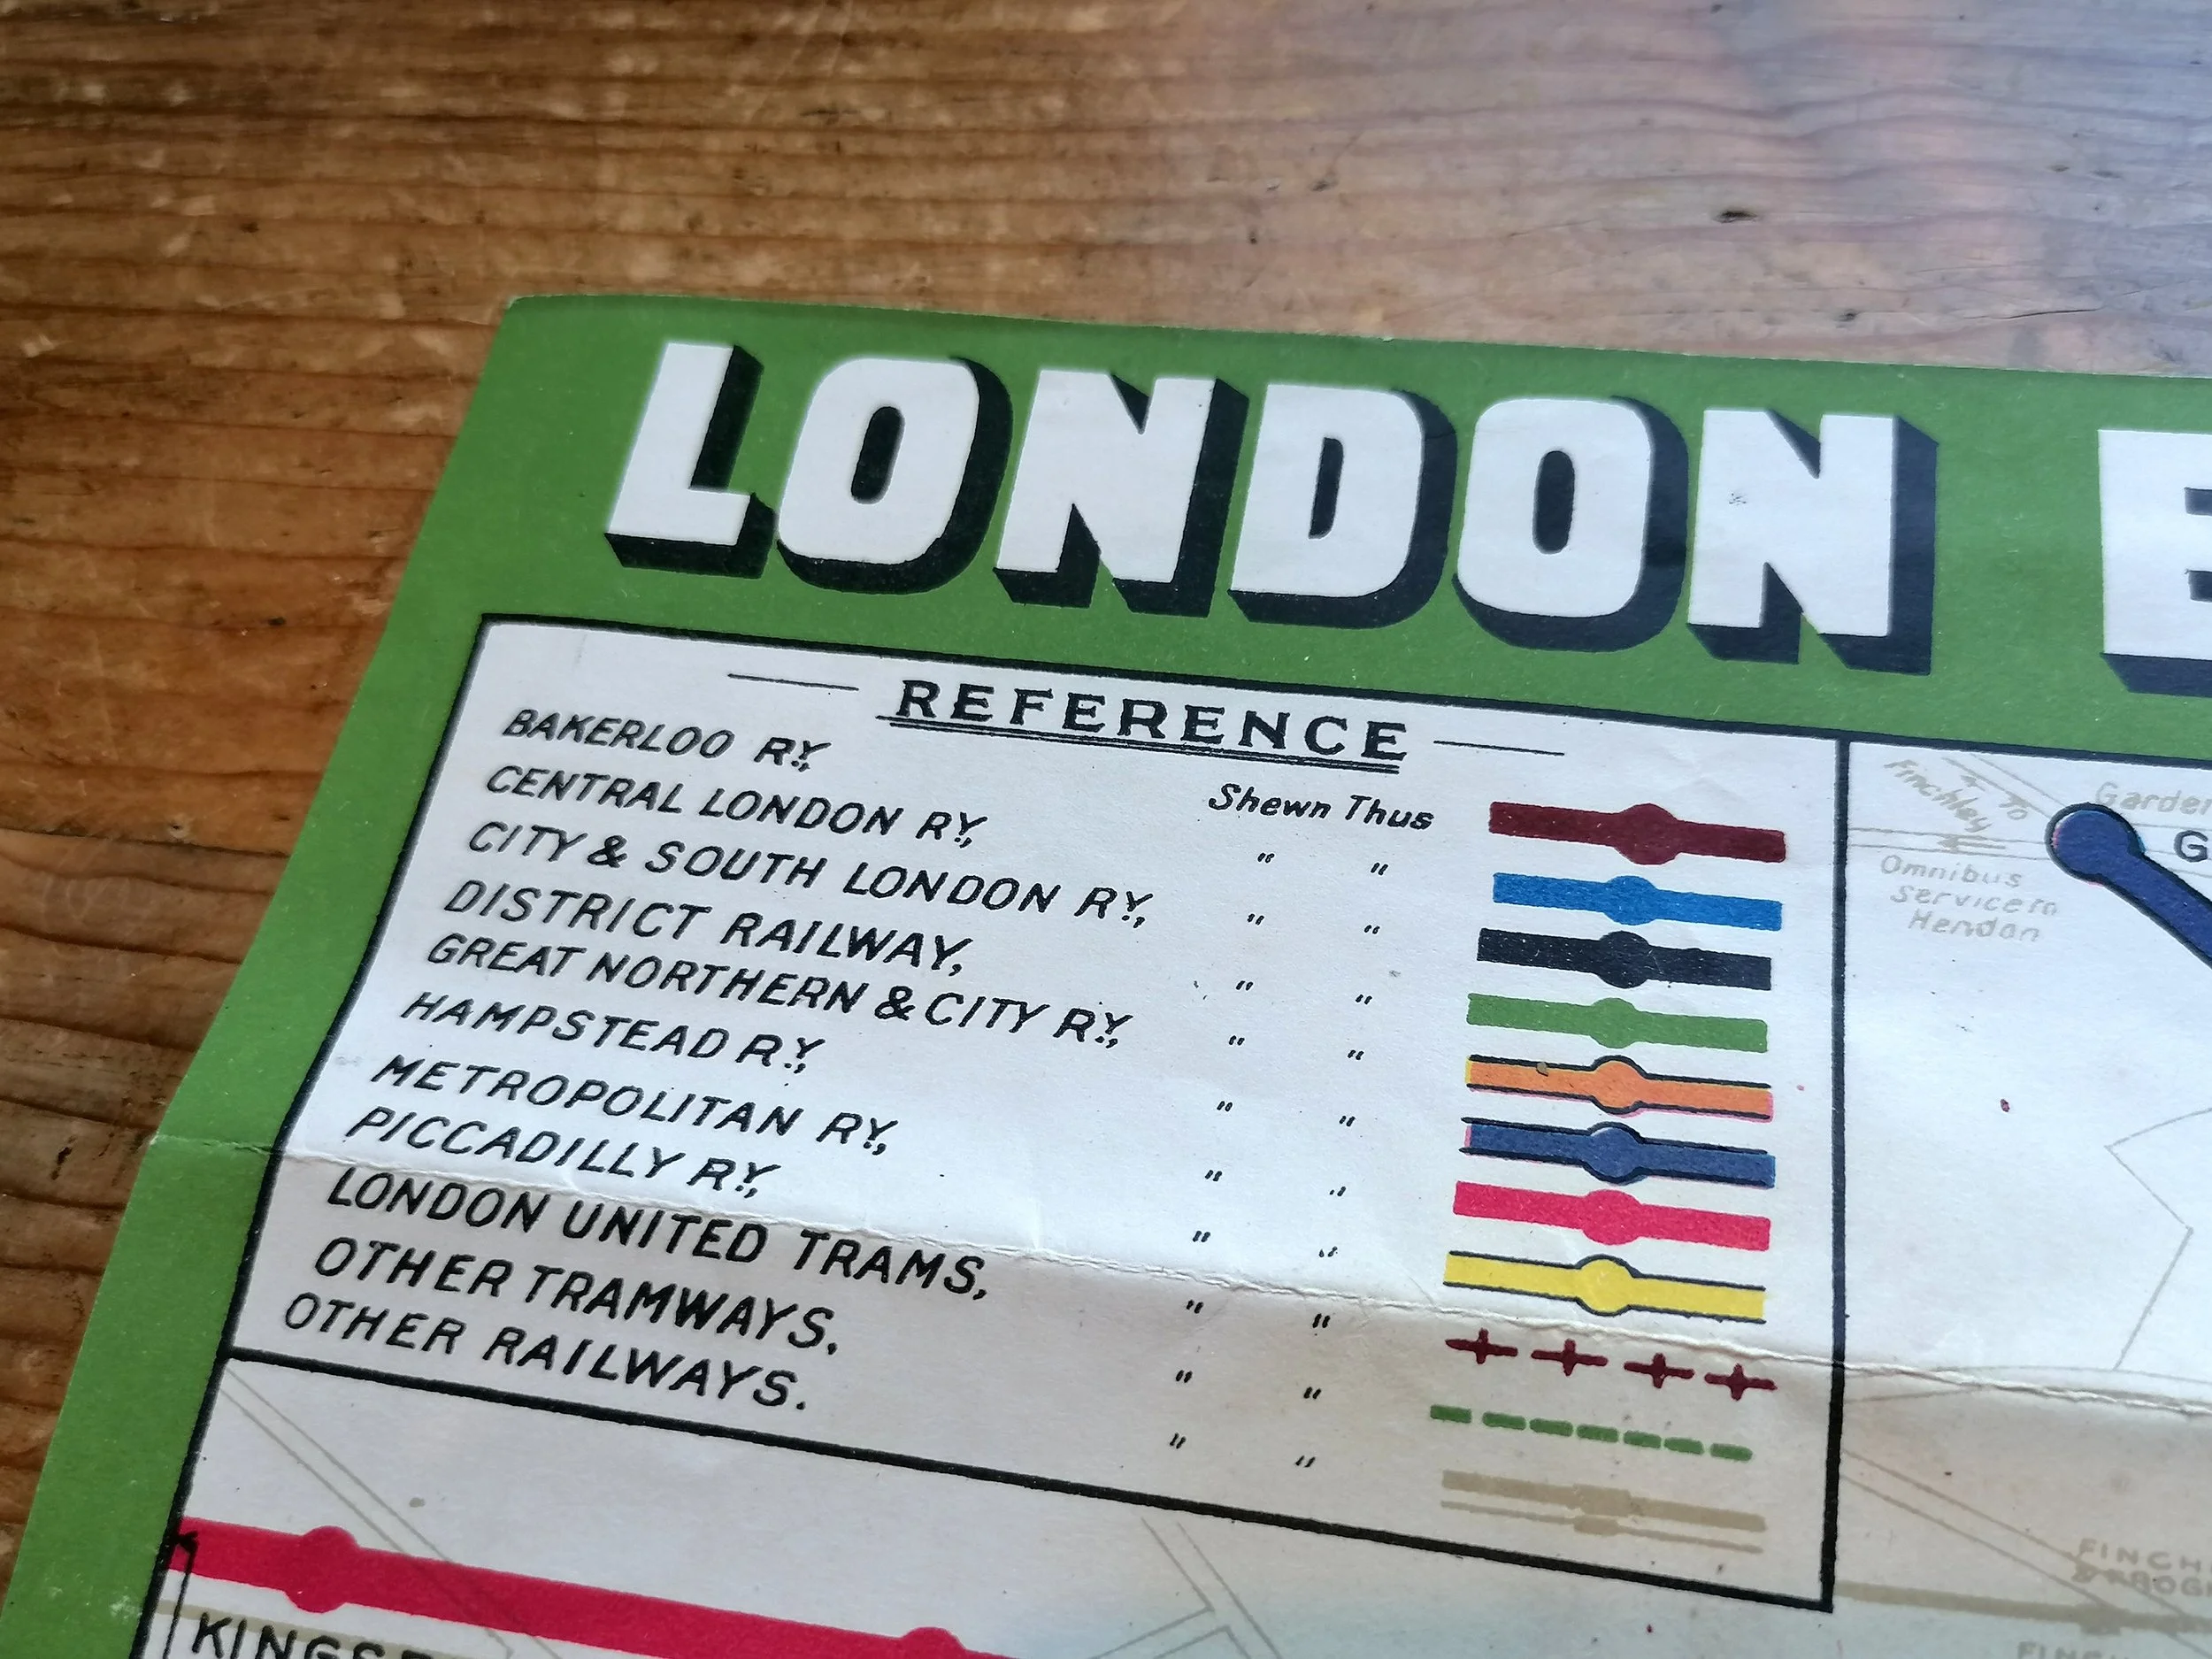 LONDON
REFERENCE
BAKERLOO RY., Shewn Thus
CENTRAL LONDON RY., " "
CITY & SOUTH LONDON RY., " "
DISTRICT RAILWAY, " "
GREAT NORTHERN & CITY RY., " "
HAMPSTEAD RY., " "
METROPOLITAN RY., " "
PICCADILLY RY., " "
LONDON UNITED TRAMS, " "
OTHER TRAMWAYS. " "
OTHER RAILWAYS. " "
To
Finchley
Omnibus
Service to
Hendon